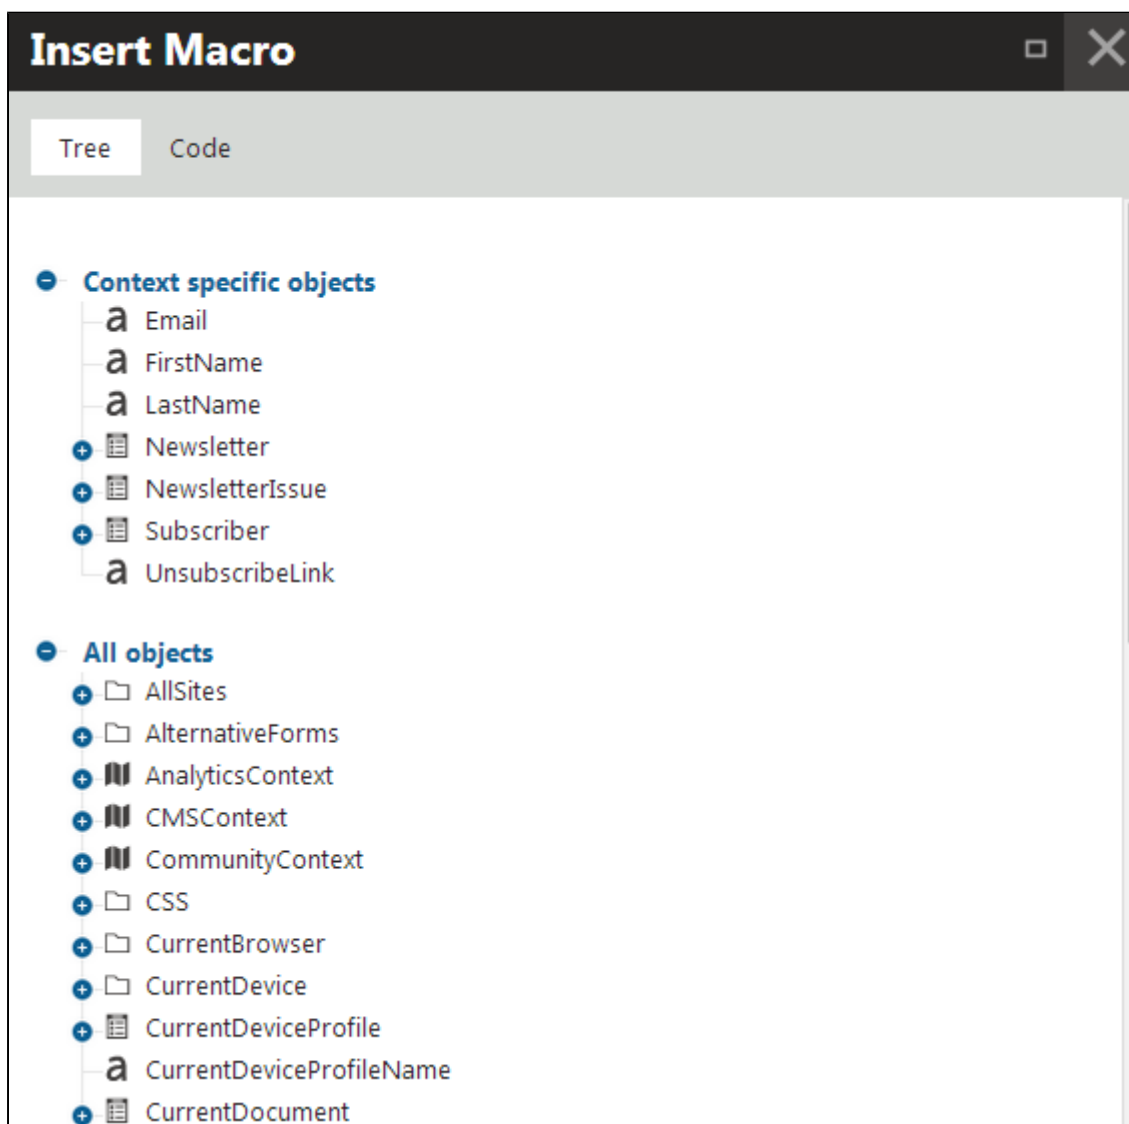 Insert Macro
Tree Code
Context specific objects
a Email
a FirstName
a LastName
Newsletter
NewsletterIssue
Subscriber
a UnsubscribeLink
All objects
AllSites
AlternativeForms
AnalyticsContext
CMSContext
CommunityContext
CSS
CurrentBrowser
CurrentDevice
CurrentDeviceProfile
a CurrentDeviceProfileName
CurrentDocument